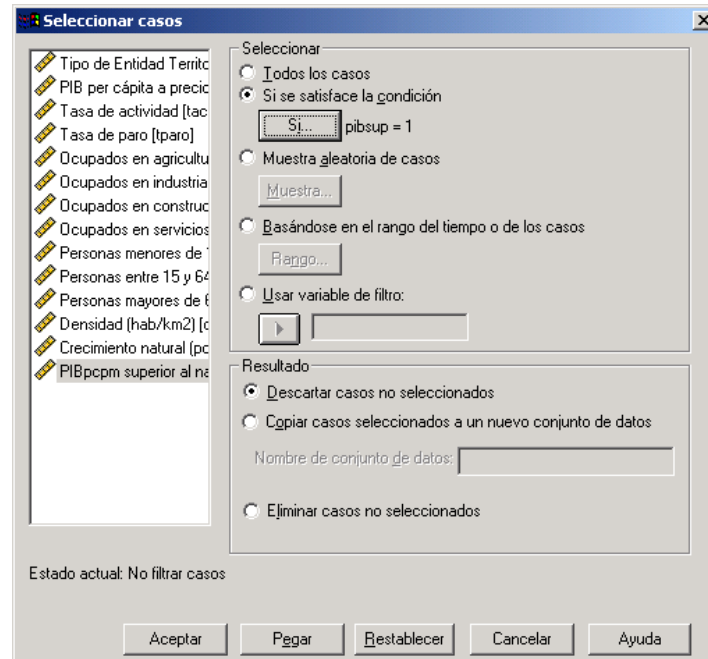 Seleccionar casos
Tipo de Entidad Territo
PIB per cápita a precio
Tasa de actividad [tac
Tasa de paro [tparo]
Ocupados en agricultu
Ocupados en industria
Ocupados en construc
Ocupados en servicios
Personas menores de 1
Personas entre 15 y 64
Personas mayores de 6
Densidad (hab/km2) [d
Crecimiento natural (po
PIBpcpm superior al na
Seleccionar
Todos los casos
Si se satisface la condición
Si... pibsup = 1
Muestra aleatoria de casos
Muestra...
Basándose en el rango del tiempo o de los casos
Rango...
Usar variable de filtro:
Resultado
Descartar casos no seleccionados
Copiar casos seleccionados a un nuevo conjunto de datos
Nombre de conjunto de datos:
Eliminar casos no seleccionados
Estado actual: No filtrar casos
Aceptar Pegar Restablecer Cancelar Ayuda